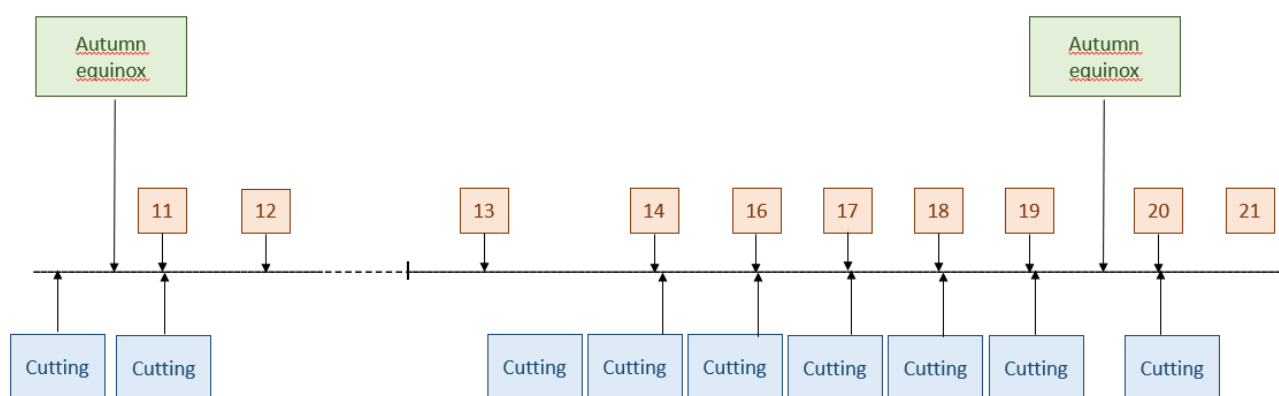 Autumn
equinox
Autumn
equinox
11
12
13
14
16
17
18
19
20
21
Cutting
Cutting
Cutting
Cutting
Cutting
Cutting
Cutting
Cutting
Cutting